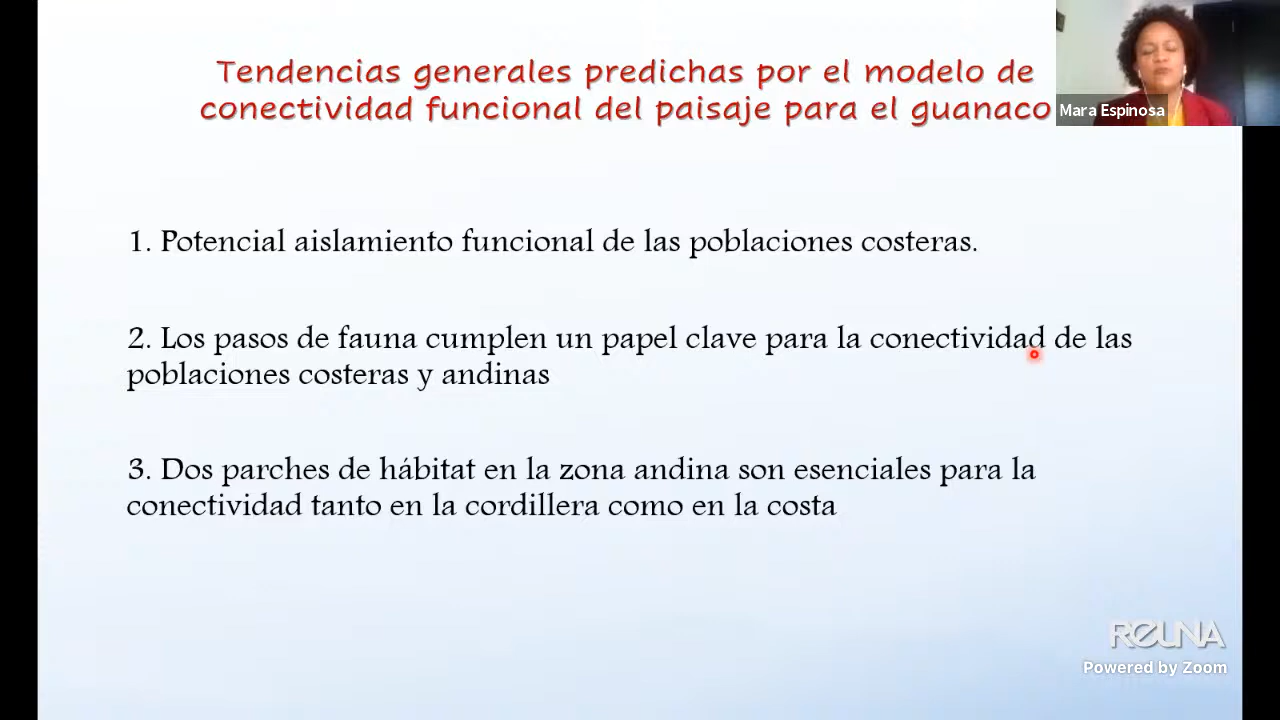 Tendencias generales predichas por el modelo de
conectividad funcional del paisaje para el guanaco
Mara Espinosa
1. Potencial aislamiento funcional de las poblaciones costeras.
2. Los pasos de fauna cumplen un papel clave para la conectividad de las
poblaciones costeras y andinas
3. Dos parches de hábitat en la zona andina son esenciales para la
conectividad tanto en la cordillera como en la costa
REUNA
Powered by Zoom